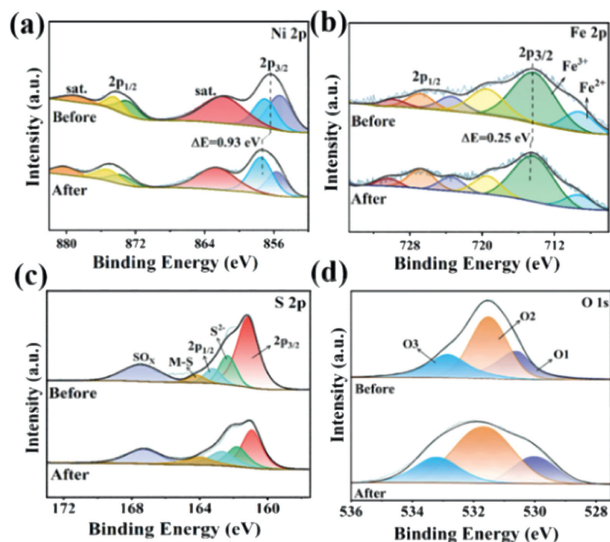 (a)
Ni 2p
sat.
2p1/2
sat.
2p3/2
Before
ΔE=0.93 eV
After
Intensity (a.u.)
880 872 864 856
Binding Energy (eV)
(b)
Fe 2p
2p1/2
2p3/2
Fe3+
Fe2+
Before
ΔE=0.25 eV
After
Intensity (a.u.)
728 720 712
Binding Energy (eV)
(c)
S 2p
SOx
M-S
2p1/2
S2-
2p3/2
Before
After
Intensity (a.u.)
172 168 164 160
Binding Energy (eV)
(d)
O 1s
O3
O2
O1
Before
After
Intensity (a.u.)
536 534 532 530 528
Binding Energy (eV)